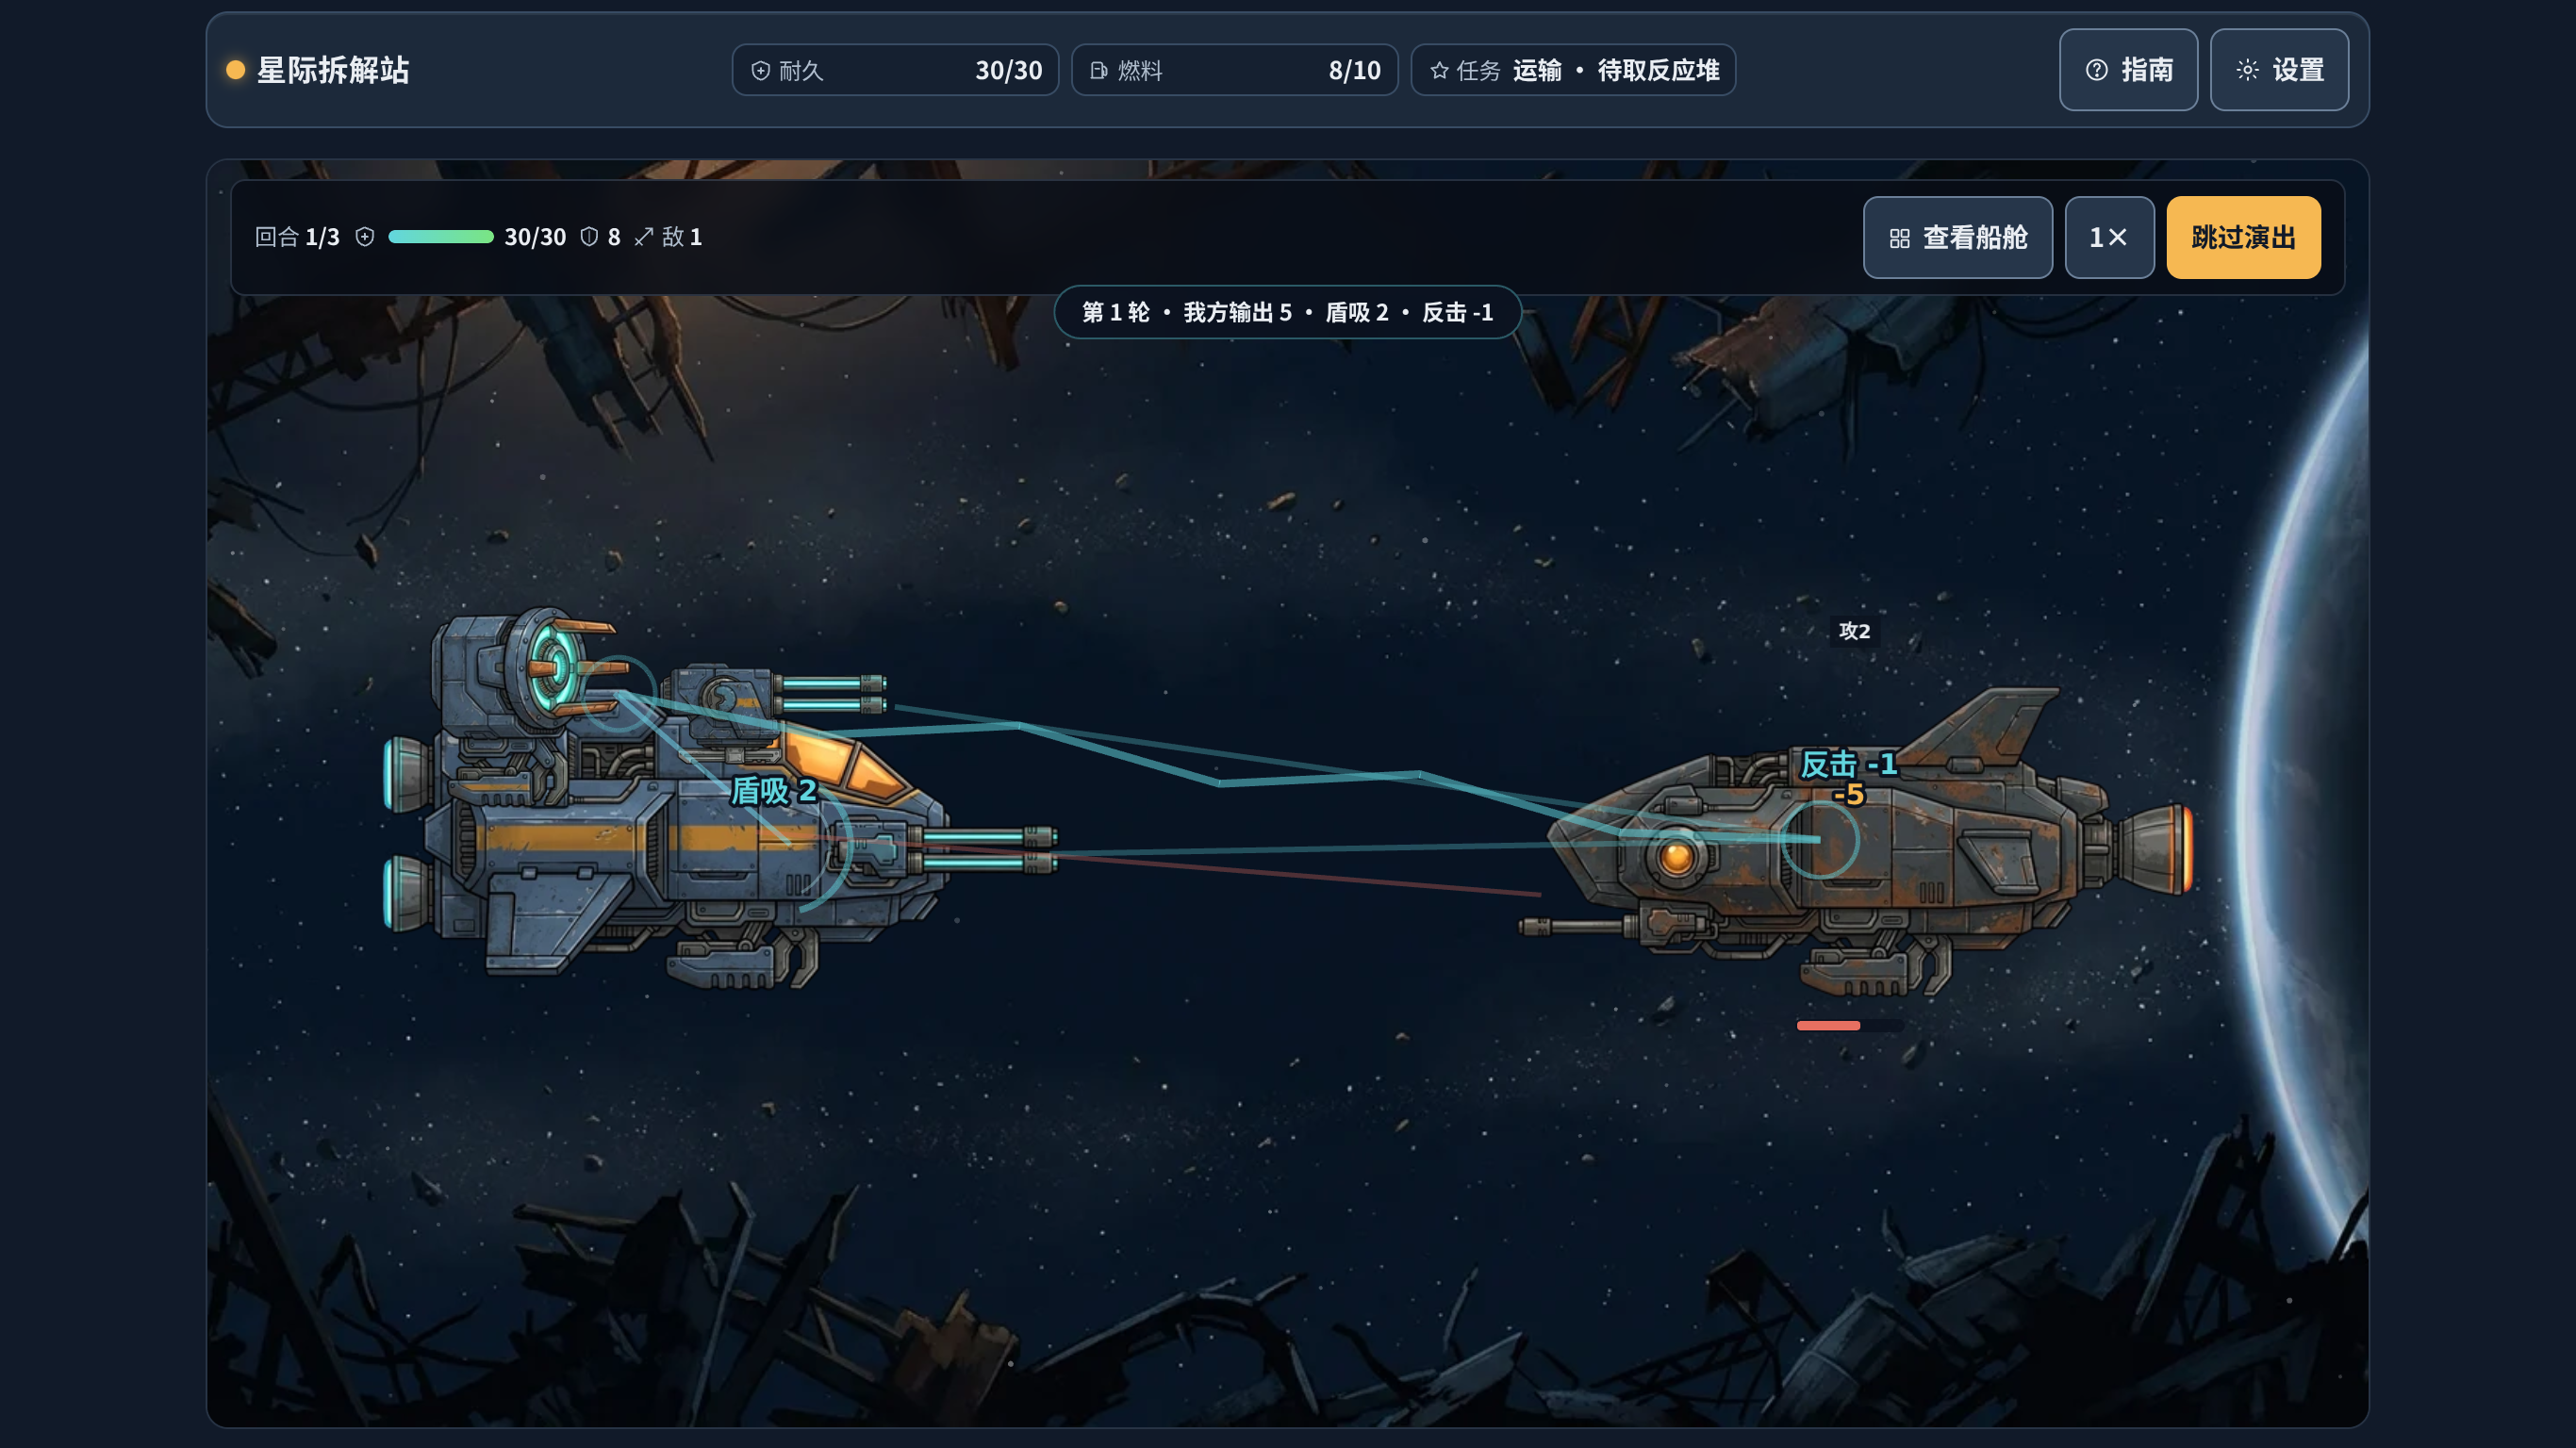 星际拆解站
耐久 30/30
燃料 8/10
任务 运输 · 待取反应堆
指南
设置
回合 1/3 30/30 8 敌 1
查看船舱
1×
跳过演出
第 1 轮 · 我方输出 5 · 盾吸 2 · 反击 -1
攻2
反击 -1
-5
盾吸 2